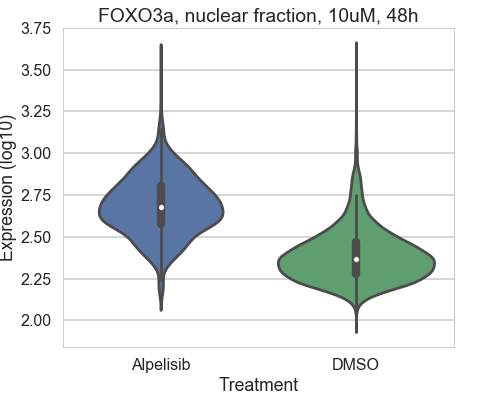 FOXO3a, nuclear fraction, 10uM, 48h
Expression (log10)
3.75
3.50
3.25
3.00
2.75
2.50
2.25
2.00
Alpelisib
DMSO
Treatment